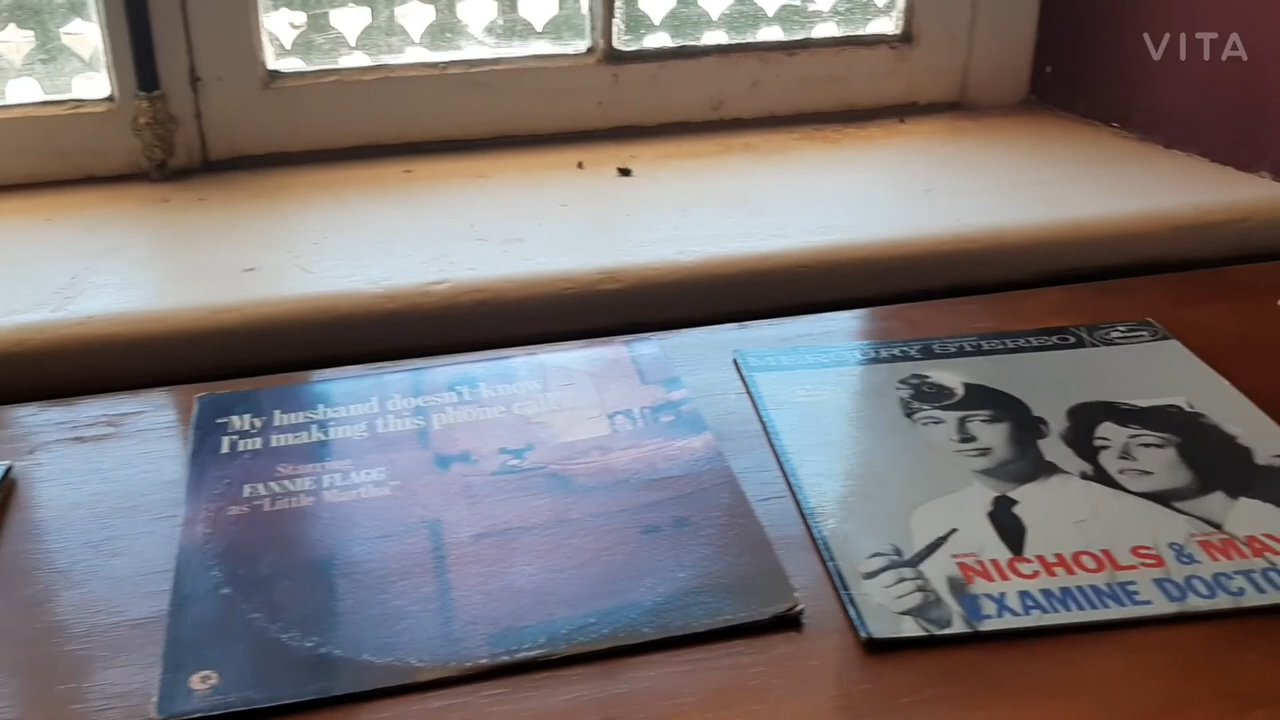 VITA
"My husband doesn't know
I'm making this phone call"
Starring
FANNIE FLAGG
as "Little Martha"
MERCURY STEREO
NICHOLS & MAY
EXAMINE DOCTO